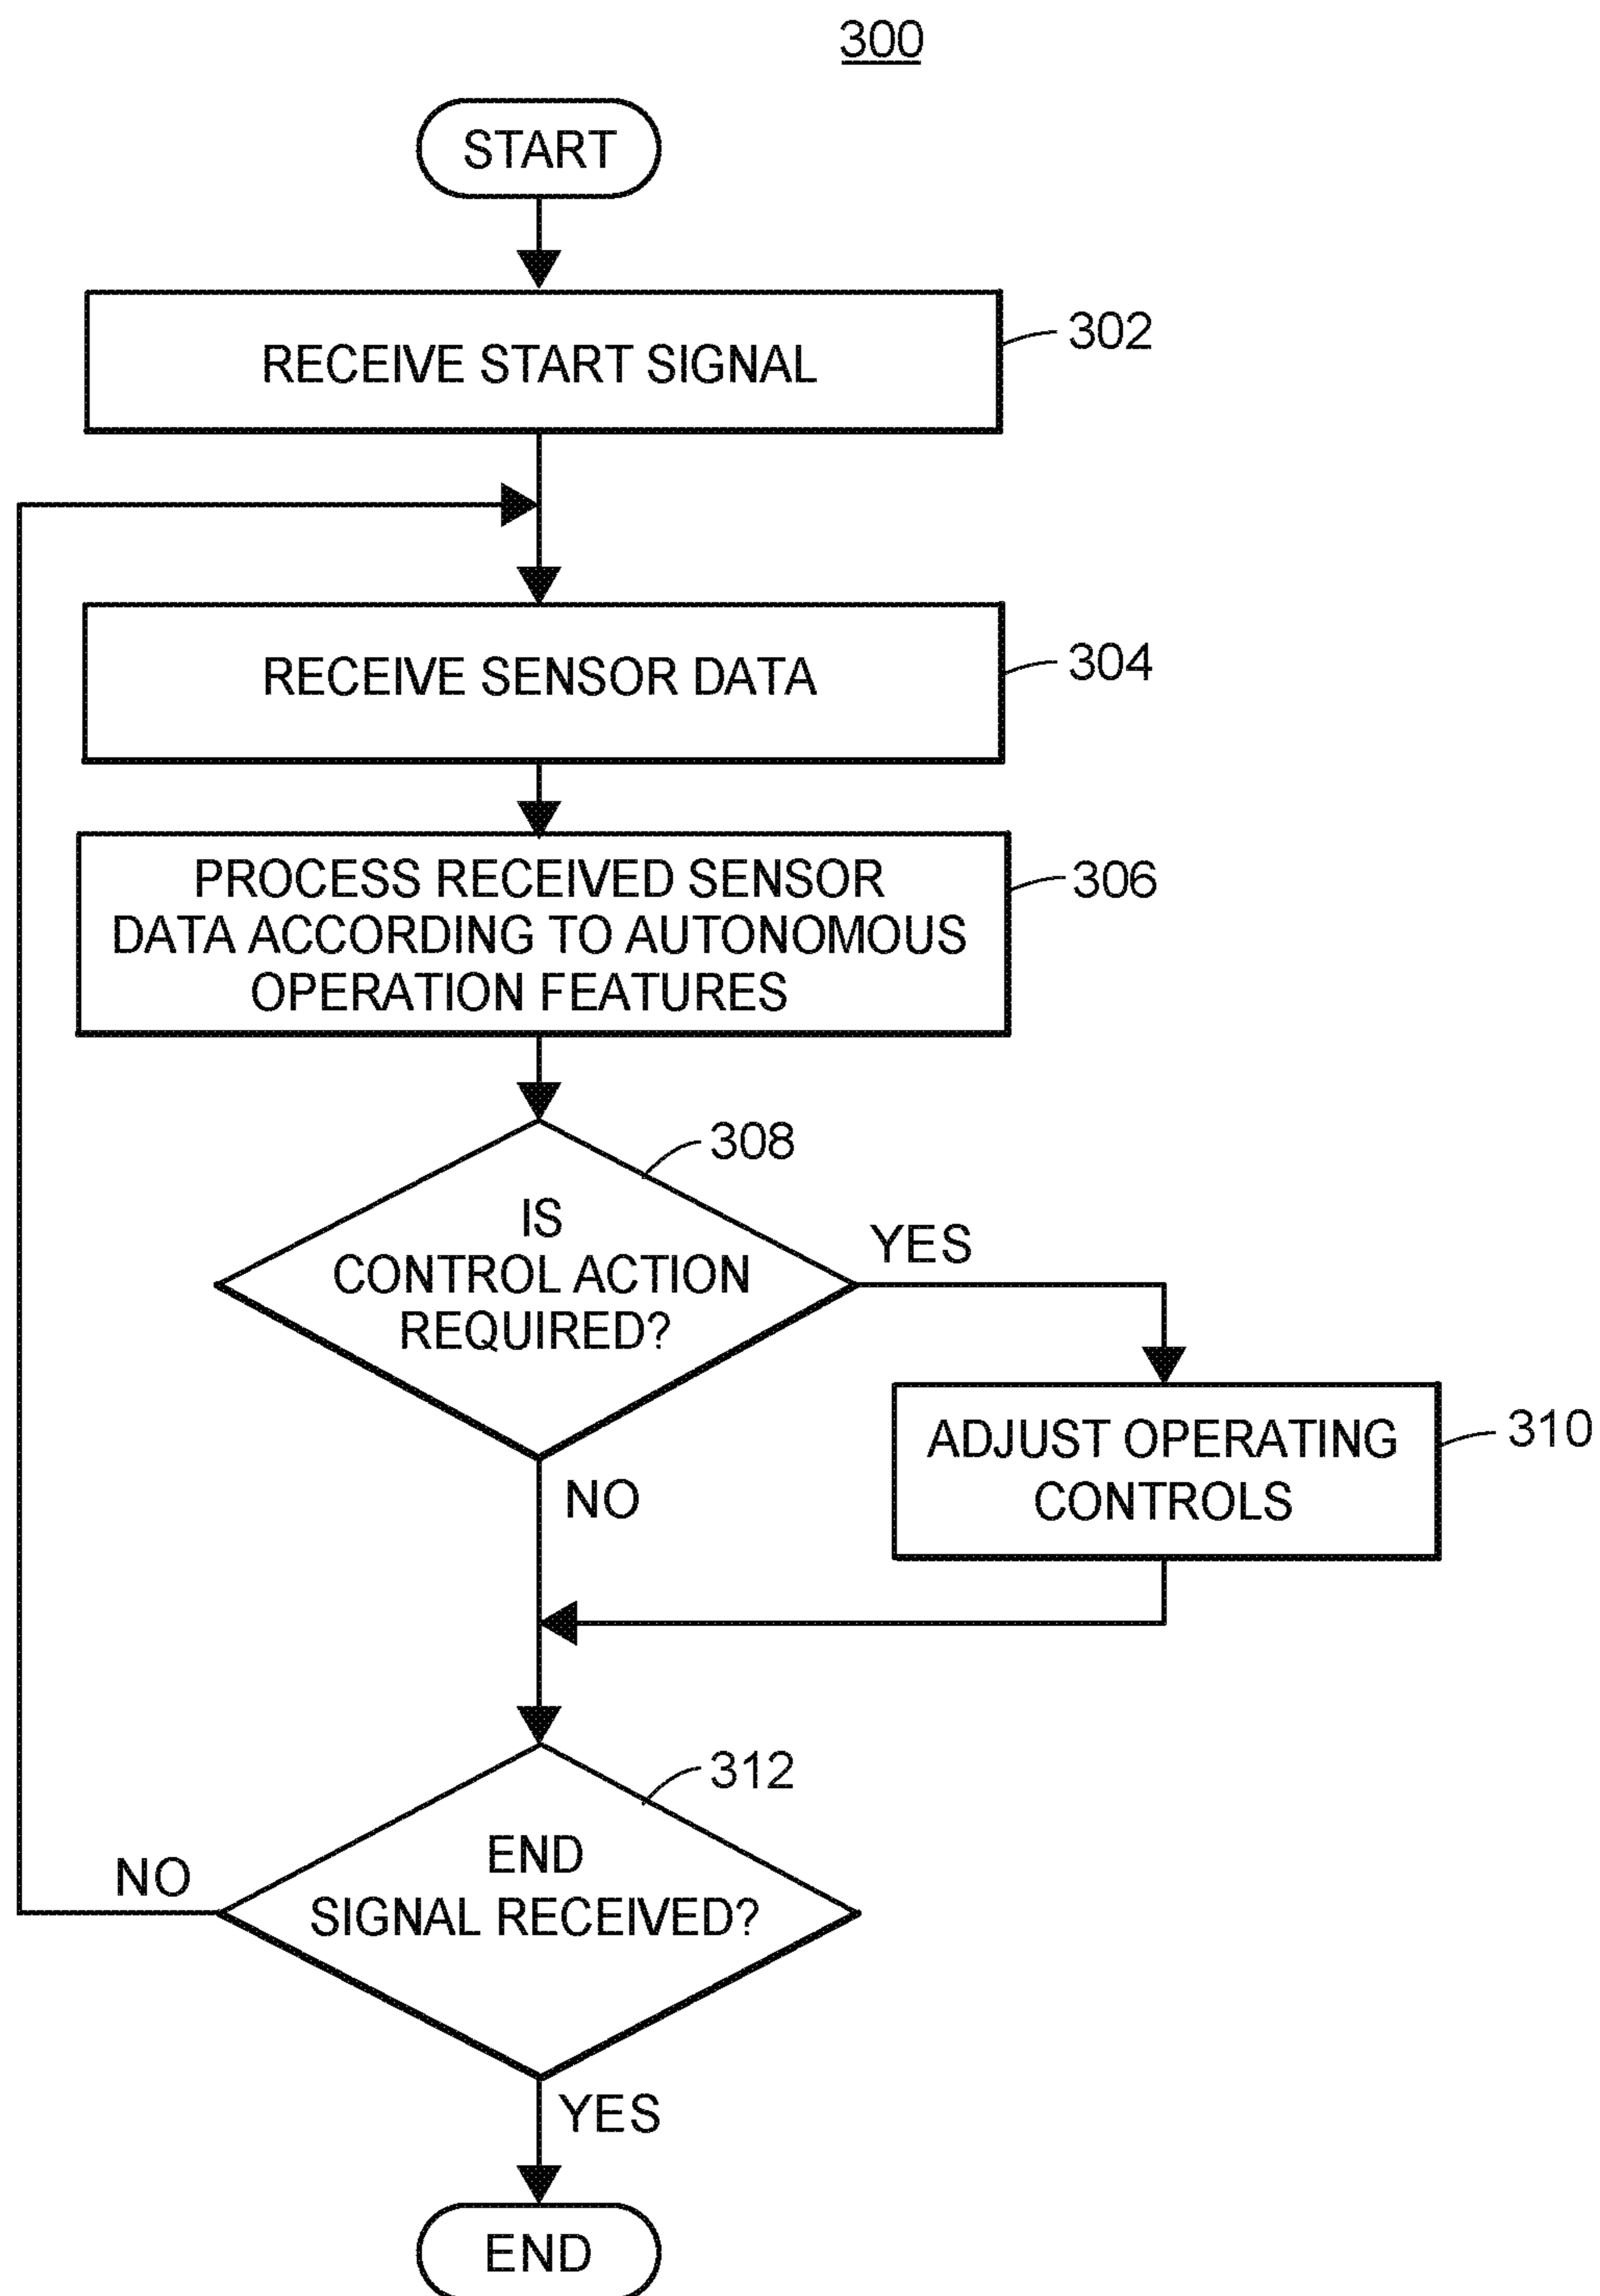 300
START
RECEIVE START SIGNAL
302
RECEIVE SENSOR DATA
304
PROCESS RECEIVED SENSOR
DATA ACCORDING TO AUTONOMOUS
OPERATION FEATURES
306
308
IS
CONTROL ACTION
REQUIRED?
YES
ADJUST OPERATING
CONTROLS
310
NO
312
END
SIGNAL RECEIVED?
NO
YES
END